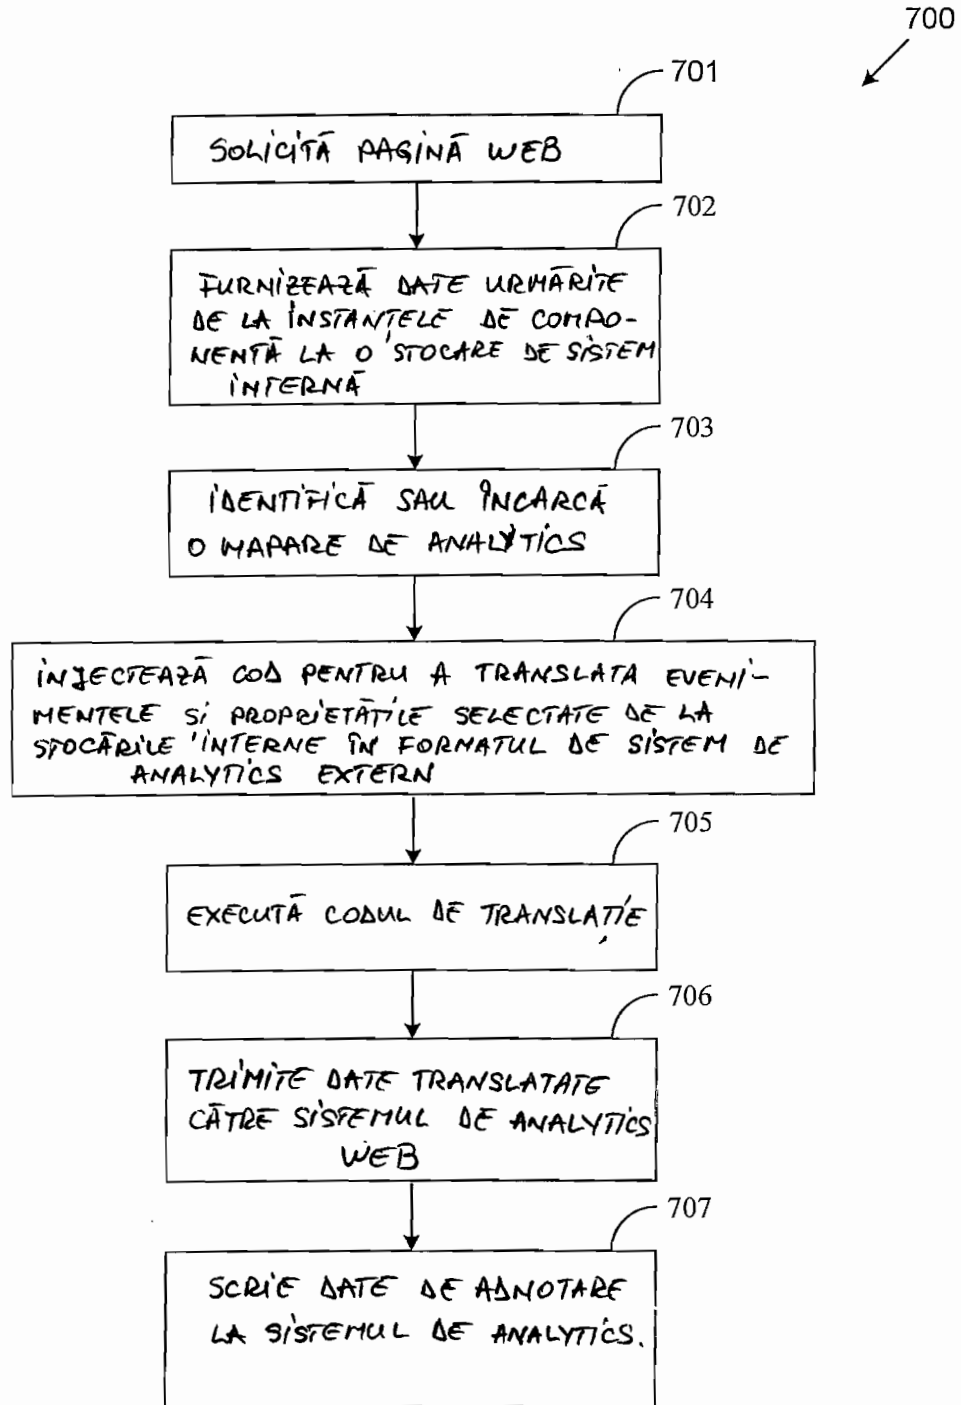 700
701
SOLICITĂ PAGINĂ WEB
702
FURNIZEAZĂ DATE URMĂRITE
DE LA INSTANȚELE DE COMPO-
NENTĂ LA O STOCARE DE SISTEM
INTERNĂ
703
IDENTIFICĂ SAU ÎNCARCĂ
O MAPARE DE ANALYTICS
704
INJECTEAZĂ COD PENTRU A TRANSLATA EVENI-
MENTELE ȘI PROPRIETĂȚILE SELECTATE DE LA
STOCĂRILE INTERNE ÎN FORMATUL DE SISTEM DE
ANALYTICS EXTERN
705
EXECUTĂ CODUL DE TRANSLAȚIE
706
TRIMITE DATE TRANSLATATE
CĂTRE SISTEMUL DE ANALYTICS
WEB
707
SCRIE DATE DE ADNOTARE
LA SISTEMUL DE ANALYTICS.